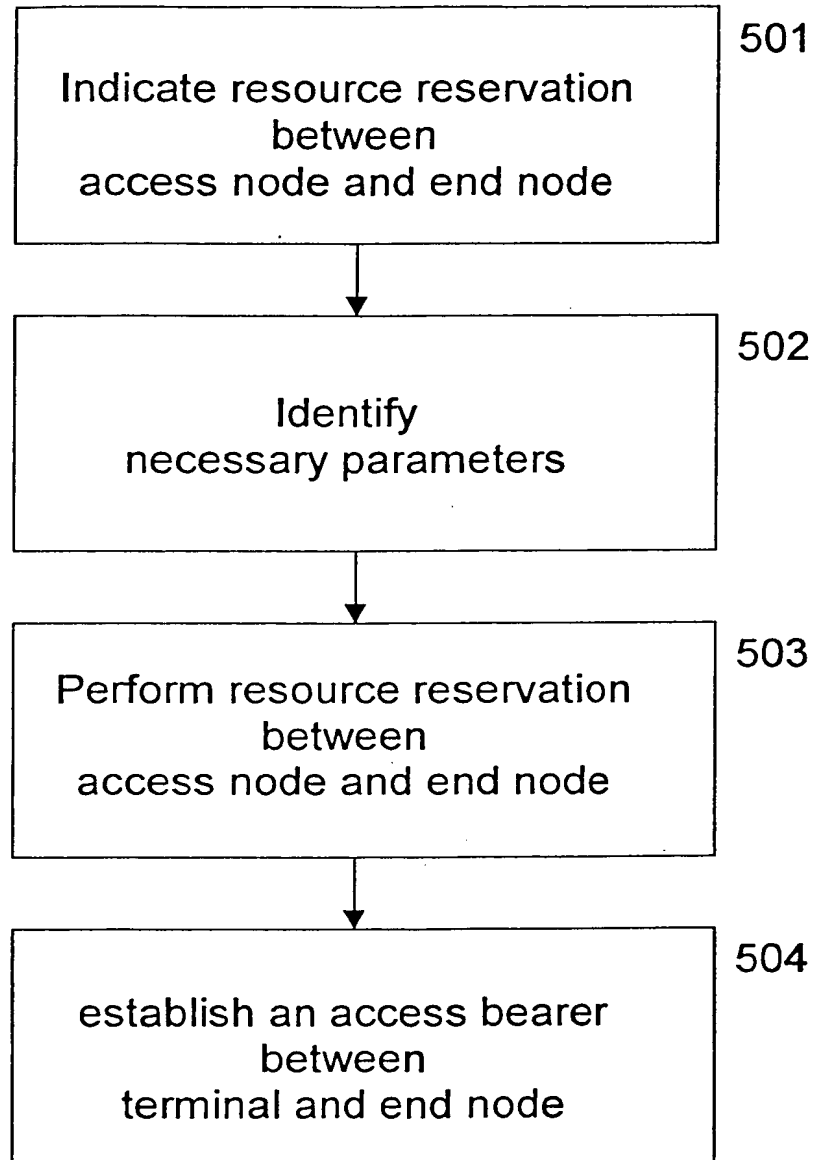 501
Indicate resource reservation
between
access node and end node
502
Identify
necessary parameters
503
Perform resource reservation
between
access node and end node
504
establish an access bearer
between
terminal and end node